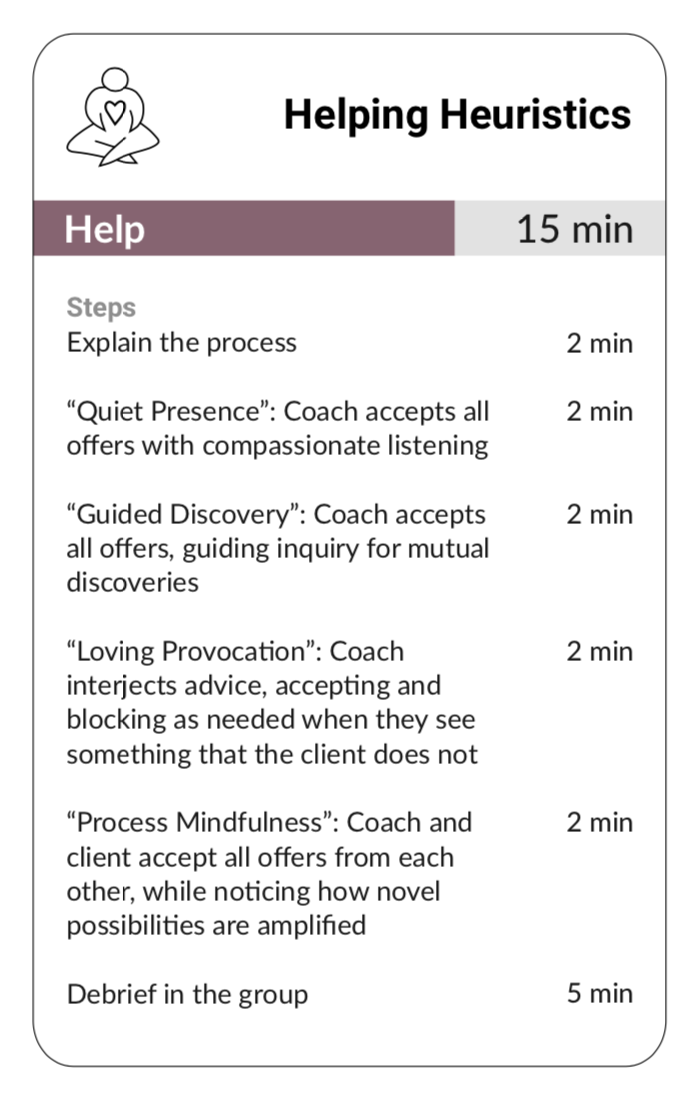 Helping Heuristics
Help 15 min
Steps
Explain the process 2 min
“Quiet Presence”: Coach accepts all 2 min
offers with compassionate listening
“Guided Discovery”: Coach accepts 2 min
all offers, guiding inquiry for mutual
discoveries
“Loving Provocation”: Coach 2 min
interjects advice, accepting and
blocking as needed when they see
something that the client does not
“Process Mindfulness”: Coach and 2 min
client accept all offers from each
other, while noticing how novel
possibilities are amplified
Debrief in the group 5 min